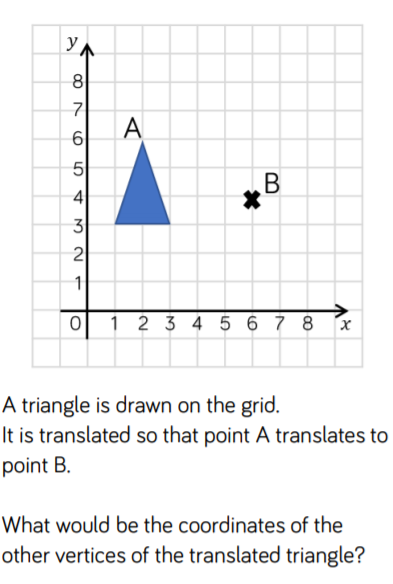 y
8
7
A
6
5
B
4
3
2
1
0 1 2 3 4 5 6 7 8 x
A triangle is drawn on the grid.
It is translated so that point A translates to
point B.
What would be the coordinates of the
other vertices of the translated triangle?